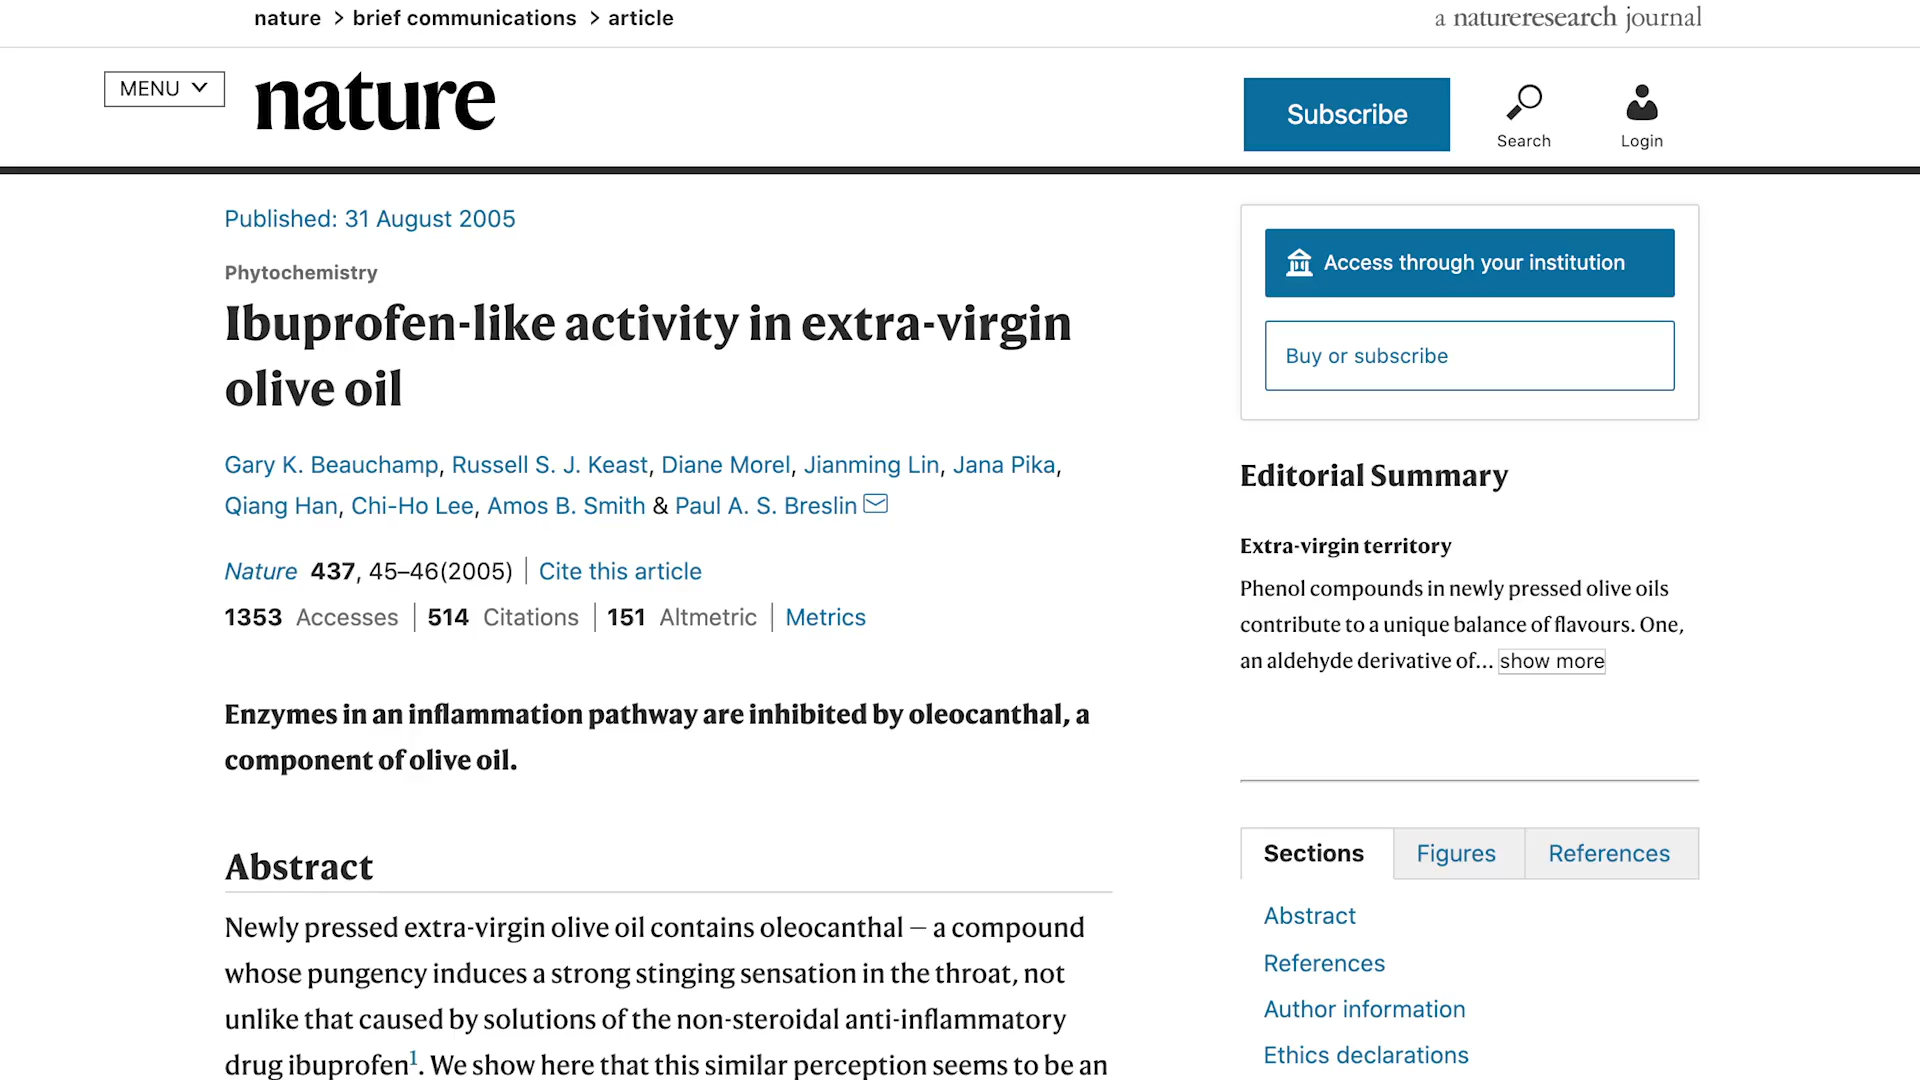 nature > brief communications > article
a natureresearch journal
MENU
nature
Subscribe
Search
Login
Published: 31 August 2005
Phytochemistry
Ibuprofen-like activity in extra-virgin
olive oil
Gary K. Beauchamp, Russell S. J. Keast, Diane Morel, Jianming Lin, Jana Pika,
Qiang Han, Chi-Ho Lee, Amos B. Smith & Paul A. S. Breslin
Nature 437, 45–46(2005) | Cite this article
1353 Accesses | 514 Citations | 151 Altmetric | Metrics
Enzymes in an inflammation pathway are inhibited by oleocanthal, a
component of olive oil.
Abstract
Newly pressed extra-virgin olive oil contains oleocanthal — a compound
whose pungency induces a strong stinging sensation in the throat, not
unlike that caused by solutions of the non-steroidal anti-inflammatory
drug ibuprofen1. We show here that this similar perception seems to be an
Access through your institution
Buy or subscribe
Editorial Summary
Extra-virgin territory
Phenol compounds in newly pressed olive oils
contribute to a unique balance of flavours. One,
an aldehyde derivative of... show more
Sections
Figures
References
Abstract
References
Author information
Ethics declarations